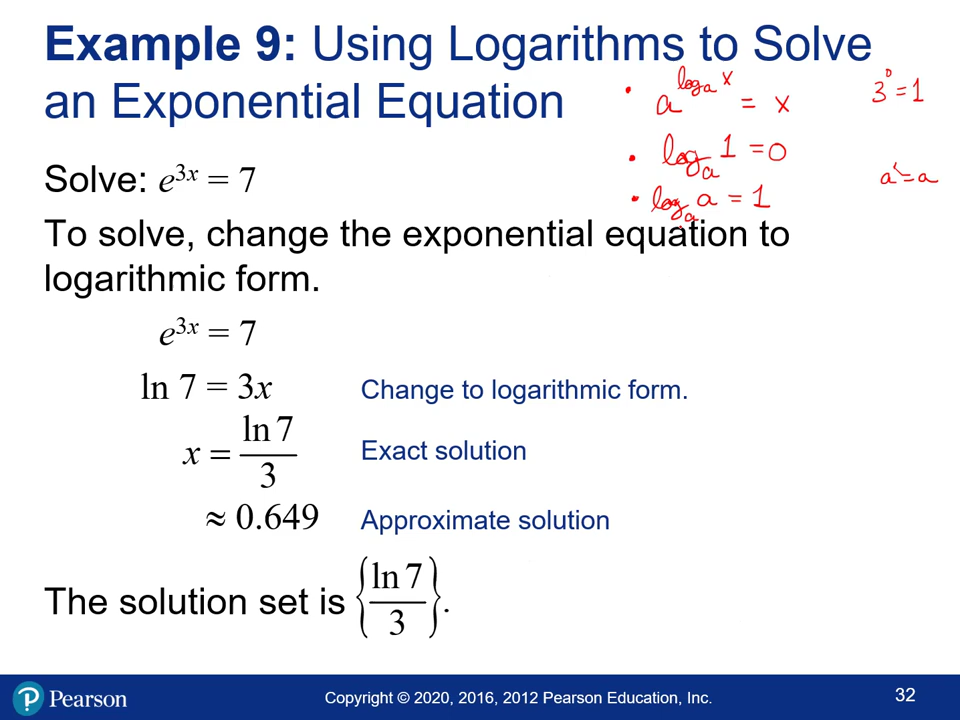 Example 9: Using Logarithms to Solve
an Exponential Equation
a^{log_a x} = x
3^0 = 1
log_a 1 = 0
a^1 = a
log_a a = 1
Solve: e^{3x} = 7
To solve, change the exponential equation to
logarithmic form.
e^{3x} = 7
ln 7 = 3x Change to logarithmic form.
x = \frac{ln 7}{3} Exact solution
≈ 0.649 Approximate solution
The solution set is {\frac{ln 7}{3}}.
Pearson
Copyright © 2020, 2016, 2012 Pearson Education, Inc.
32